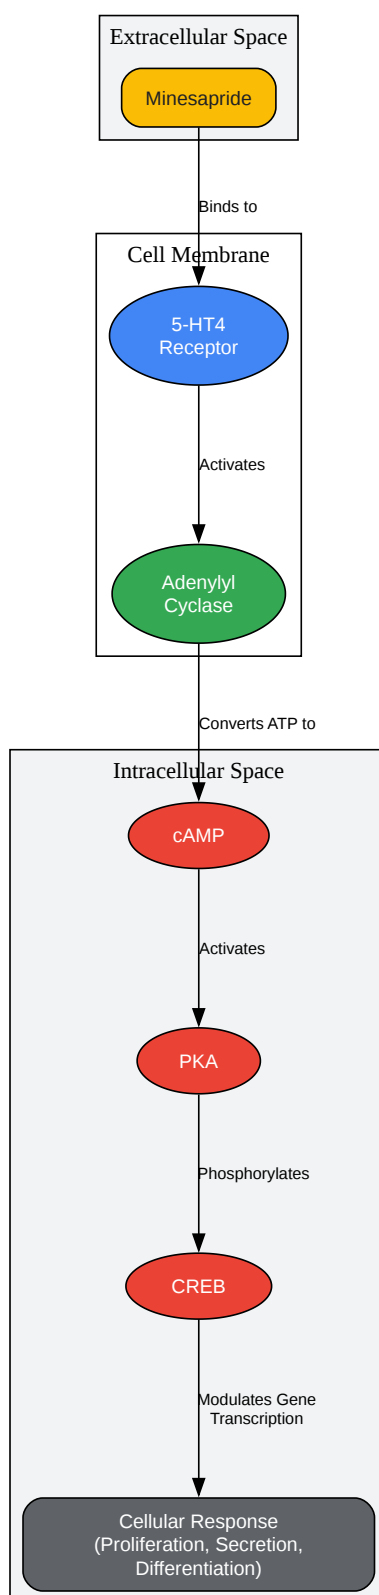 Extracellular Space
Minesapride
Binds to
Cell Membrane
5-HT4
Receptor
Activates
Adenylyl
Cyclase
Converts ATP to
Intracellular Space
cAMP
Activates
PKA
Phosphorylates
CREB
Modulates Gene
Transcription
Cellular Response
(Proliferation, Secretion,
Differentiation)